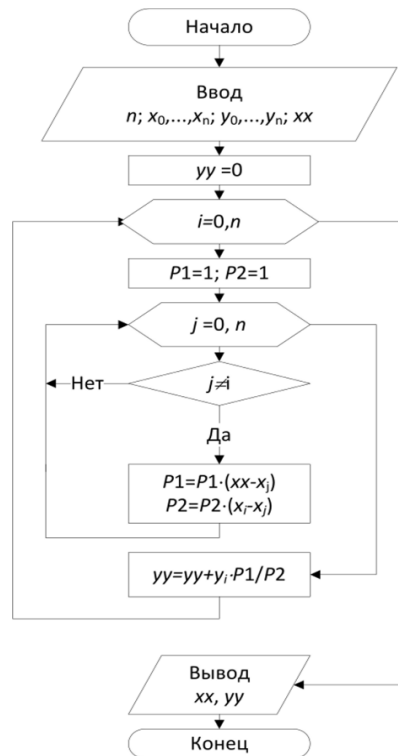 Начало
Ввод
n; x₀,...,xₙ; y₀,...,yₙ; xx
yy =0
i=0,n
P1=1; P2=1
j =0, n
j≠i
Нет
Да
P1=P1·(xx-xⱼ)
P2=P2·(xᵢ-xⱼ)
yy=yy+yᵢ·P1/P2
Вывод
xx, yy
Конец